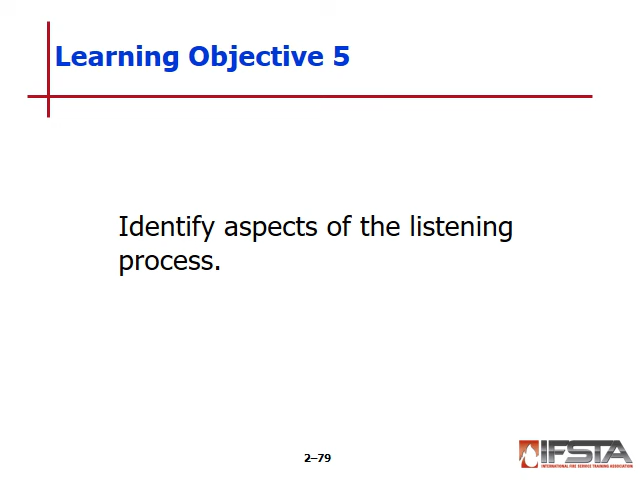 Learning Objective 5
Identify aspects of the listening
process.
2–79
IFSTA
INTERNATIONAL FIRE SERVICE TRAINING ASSOCIATION